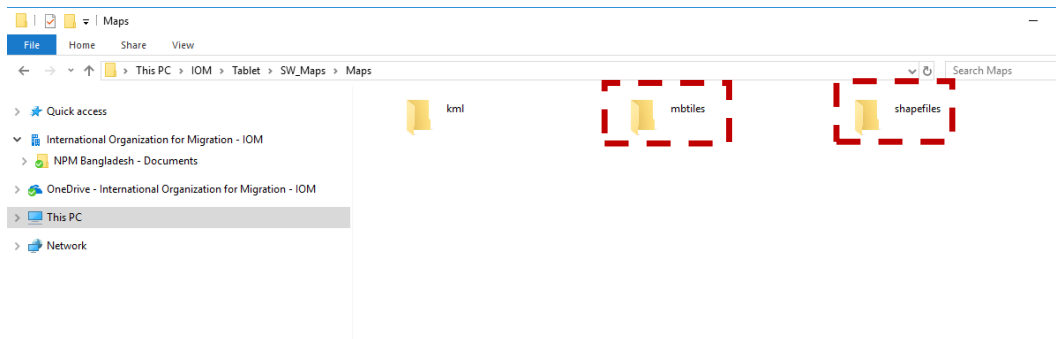 Maps
File Home Share View
This PC > IOM > Tablet > SW_Maps > Maps
Search Maps
kml
mbtiles
shapefiles
Quick access
International Organization for Migration - IOM
NPM Bangladesh - Documents
OneDrive - International Organization for Migration - IOM
This PC
Network